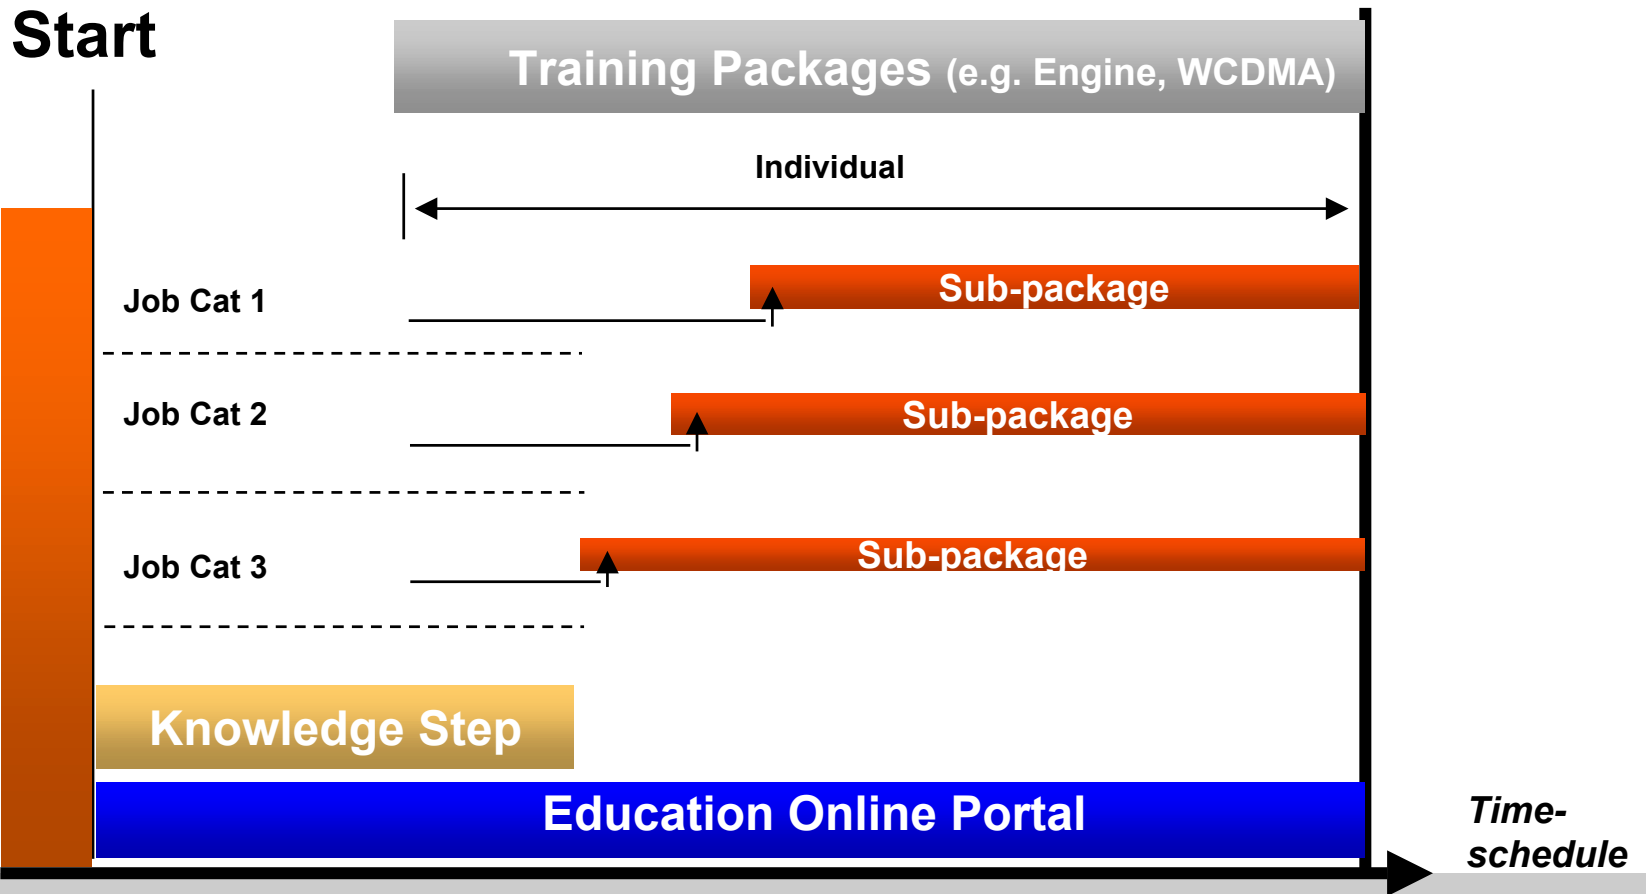 Start
Training Packages (e.g. Engine, WCDMA)
Individual
Job Cat 1
Sub-package
Job Cat 2
Sub-package
Job Cat 3
Sub-package
Knowledge Step
Education Online Portal
Time-
schedule